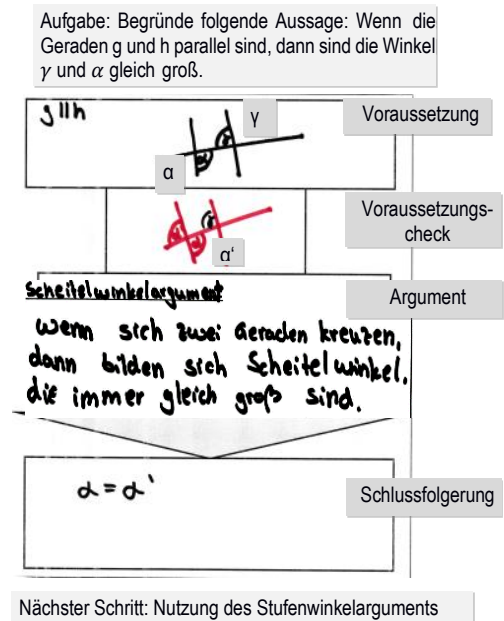 Aufgabe: Begründe folgende Aussage: Wenn die
Geraden g und h parallel sind, dann sind die Winkel
γ und α gleich groß.
g||h
γ
Voraussetzung
α
γ
α
Voraussetzungs-
check
α
α
γ
α'
Scheitelwinkelargument
Argument
wenn sich zwei Geraden kreuzen,
dann bilden sich Scheitelwinkel,
die immer gleich groß sind.
α = α'
Schlussfolgerung
Nächster Schritt: Nutzung des Stufenwinkelarguments